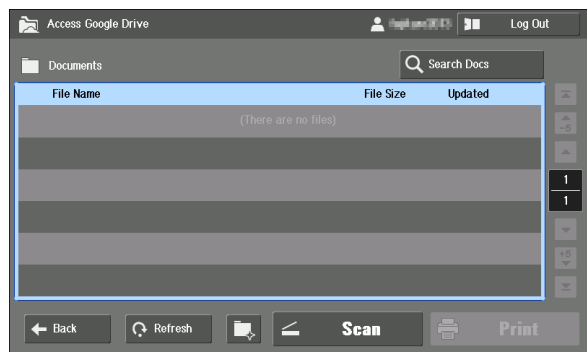 Access Google Drive
Log Out
Documents
Search Docs
File Name File Size Updated
(There are no files)
-5
1
1
+5
Back
Refresh
Scan
Print